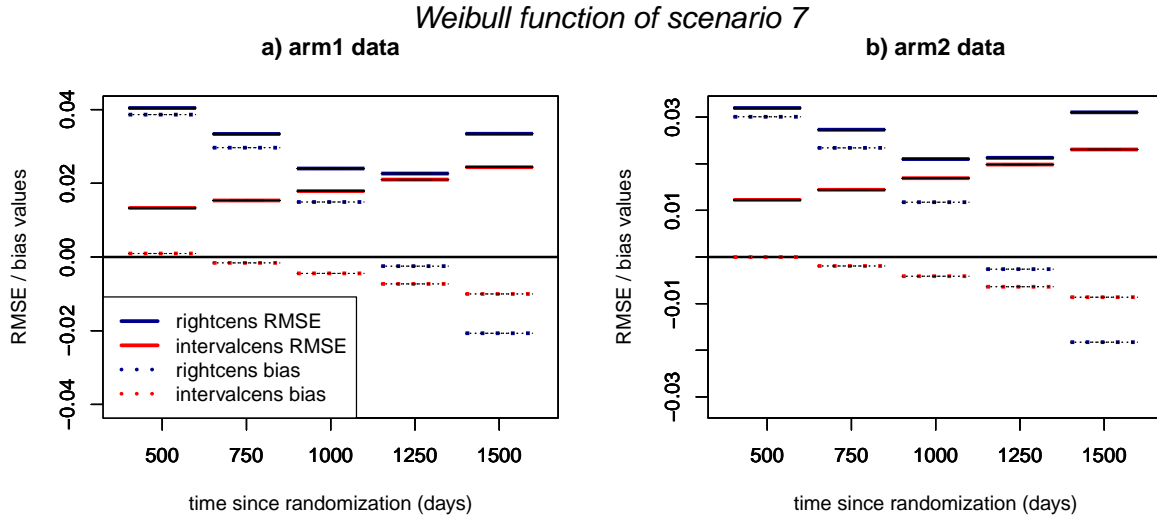 Weibull function of scenario 7
a) arm1 data
RMSE / bias values
0.04
0.02
0.00
−0.02
−0.04
rightcens RMSE
intervalcens RMSE
rightcens bias
intervalcens bias
500 750 1000 1250 1500
time since randomization (days)
b) arm2 data
RMSE / bias values
0.03
0.01
−0.01
−0.03
500 750 1000 1250 1500
time since randomization (days)